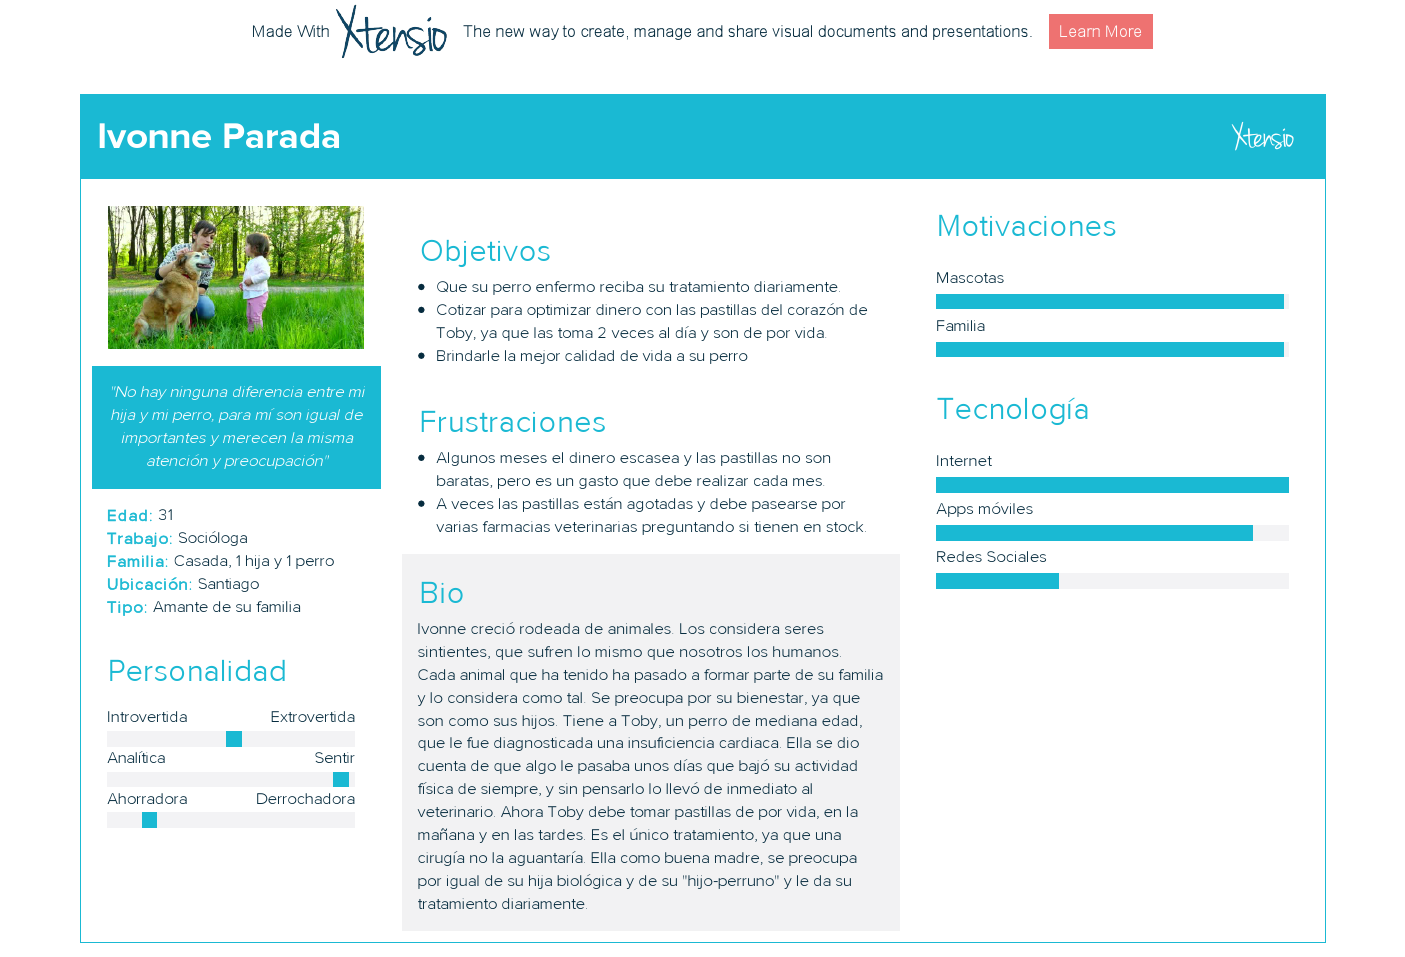 Made With Xtensio The new way to create, manage and share visual documents and presentations. Learn More
Ivonne Parada
Xtensio
"No hay ninguna diferencia entre mi
hija y mi perro, para mí son igual de
importantes y merecen la misma
atención y preocupación"
Edad: 31
Trabajo: Socióloga
Familia: Casada, 1 hija y 1 perro
Ubicación: Santiago
Tipo: Amante de su familia
Personalidad
Introvertida Extrovertida
Analítica Sentir
Ahorradora Derrochadora
Objetivos
• Que su perro enfermo reciba su tratamiento diariamente.
• Cotizar para optimizar dinero con las pastillas del corazón de
Toby, ya que las toma 2 veces al día y son de por vida.
• Brindarle la mejor calidad de vida a su perro
Frustraciones
• Algunos meses el dinero escasea y las pastillas no son
baratas, pero es un gasto que debe realizar cada mes.
• A veces las pastillas están agotadas y debe pasearse por
varias farmacias veterinarias preguntando si tienen en stock.
Bio
Ivonne creció rodeada de animales. Los considera seres
sintientes, que sufren lo mismo que nosotros los humanos.
Cada animal que ha tenido ha pasado a formar parte de su familia
y lo considera como tal. Se preocupa por su bienestar, ya que
son como sus hijos. Tiene a Toby, un perro de mediana edad,
que le fue diagnosticada una insuficiencia cardiaca. Ella se dio
cuenta de que algo le pasaba unos días que bajó su actividad
física de siempre, y sin pensarlo lo llevó de inmediato al
veterinario. Ahora Toby debe tomar pastillas de por vida, en la
mañana y en las tardes. Es el único tratamiento, ya que una
cirugía no la aguantaría. Ella como buena madre, se preocupa
por igual de su hija biológica y de su "hijo-perruno" y le da su
tratamiento diariamente.
Motivaciones
Mascotas
Familia
Tecnología
Internet
Apps móviles
Redes Sociales